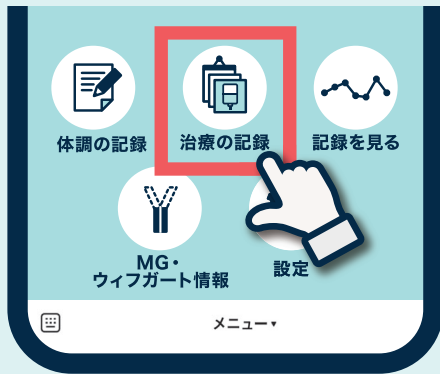 体調の記録
治療の記録
記録を見る
MG・
ウィフガート情報
設定
メニュー▼